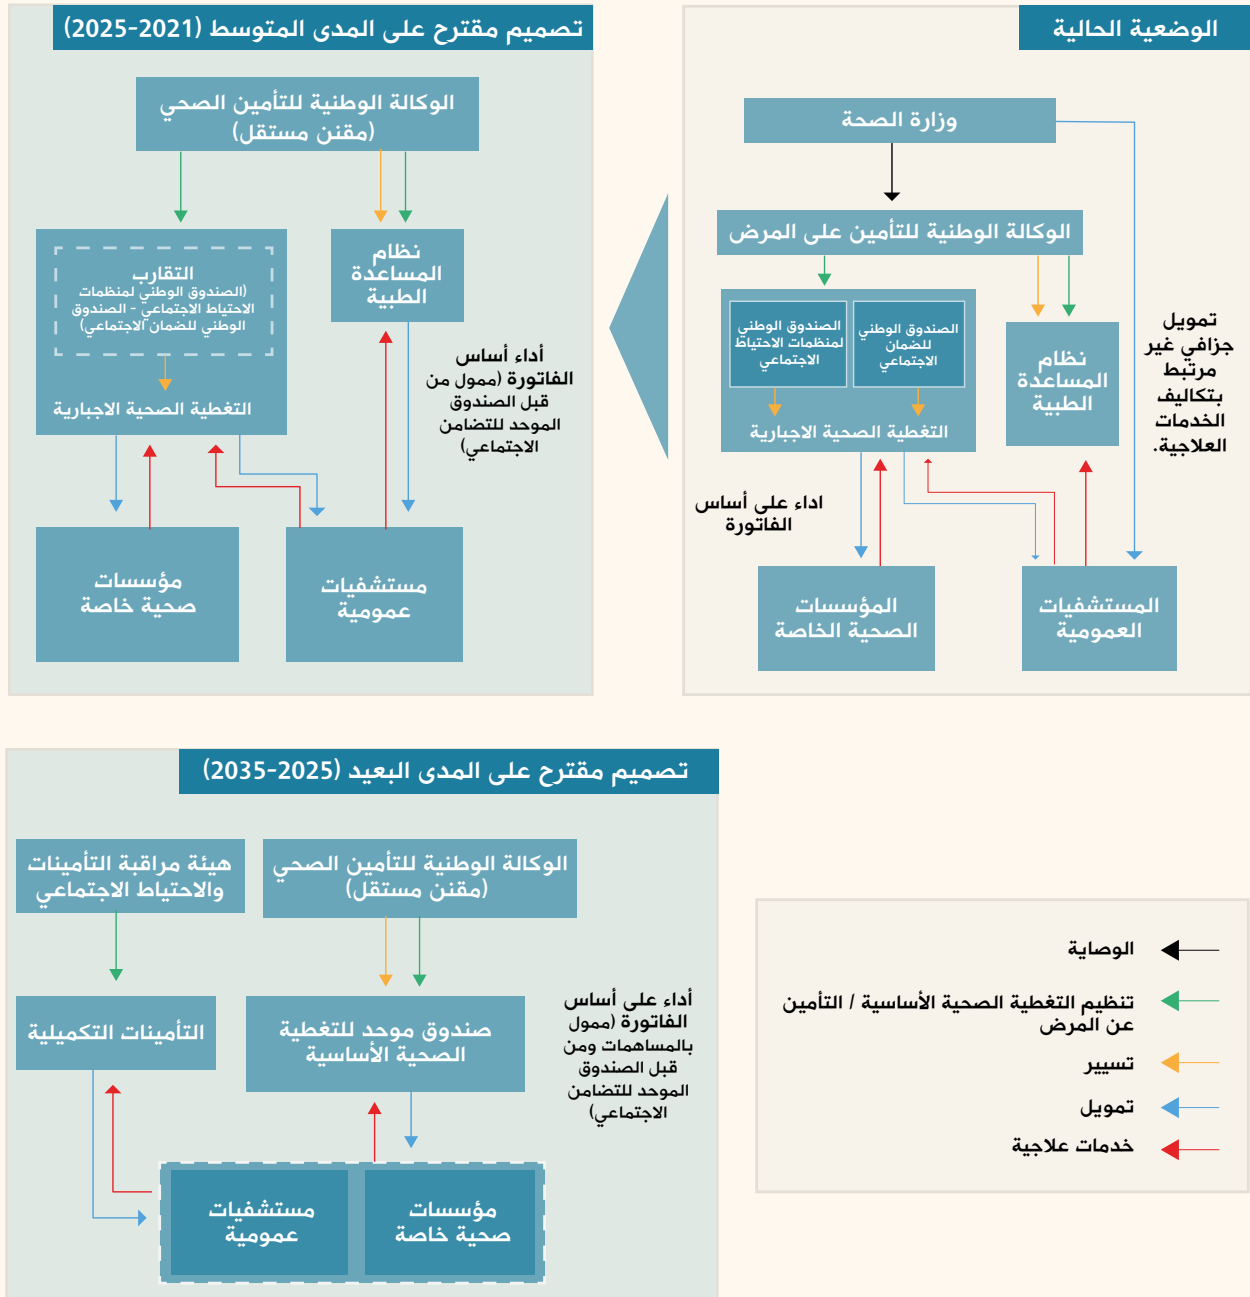 الوضعية الحالية
وزارة الصحة
الوكالة الوطنية للتأمين على المرض
الصندوق الوطني
للضمان
الاجتماعي
الصندوق الوطني
لمنظمات الاحتياط
الاجتماعي
التغطية الصحية الاجبارية
نظام
المساعدة
الطبية
تمويل
جزافي غير
مرتبط
بتكاليف
الخدمات
العلاجية.
اداء على أساس
الفاتورة
المستشفيات
العمومية
المؤسسات
الصحية الخاصة
تصميم مقترح على المدى المتوسط (2021-2025)
الوكالة الوطنية للتأمين الصحي
(مقنن مستقل)
نظام
المساعدة
الطبية
التقارب
(الصندوق الوطني لمنظمات
الاحتياط الاجتماعي - الصندوق
الوطني للضمان الاجتماعي)
التغطية الصحية الاجبارية
أداء أساس
الفاتورة (ممول من
قبل الصندوق
الموحد للتضامن
الاجتماعي)
مستشفيات
عمومية
مؤسسات
صحية خاصة
تصميم مقترح على المدى البعيد (2025-2035)
الوكالة الوطنية للتأمين الصحي
(مقنن مستقل)
هيئة مراقبة التأمينات
والاحتياط الاجتماعي
أداء على أساس
الفاتورة (ممول
بالمساهمات ومن
قبل الصندوق
الموحد للتضامن
الاجتماعي)
صندوق موحد للتغطية
الصحية الأساسية
التأمينات التكميلية
مؤسسات
صحية خاصة
مستشفيات
عمومية
الوصاية
تنظيم التغطية الصحية الأساسية / التأمين
عن المرض
تسيير
تمويل
خدمات علاجية